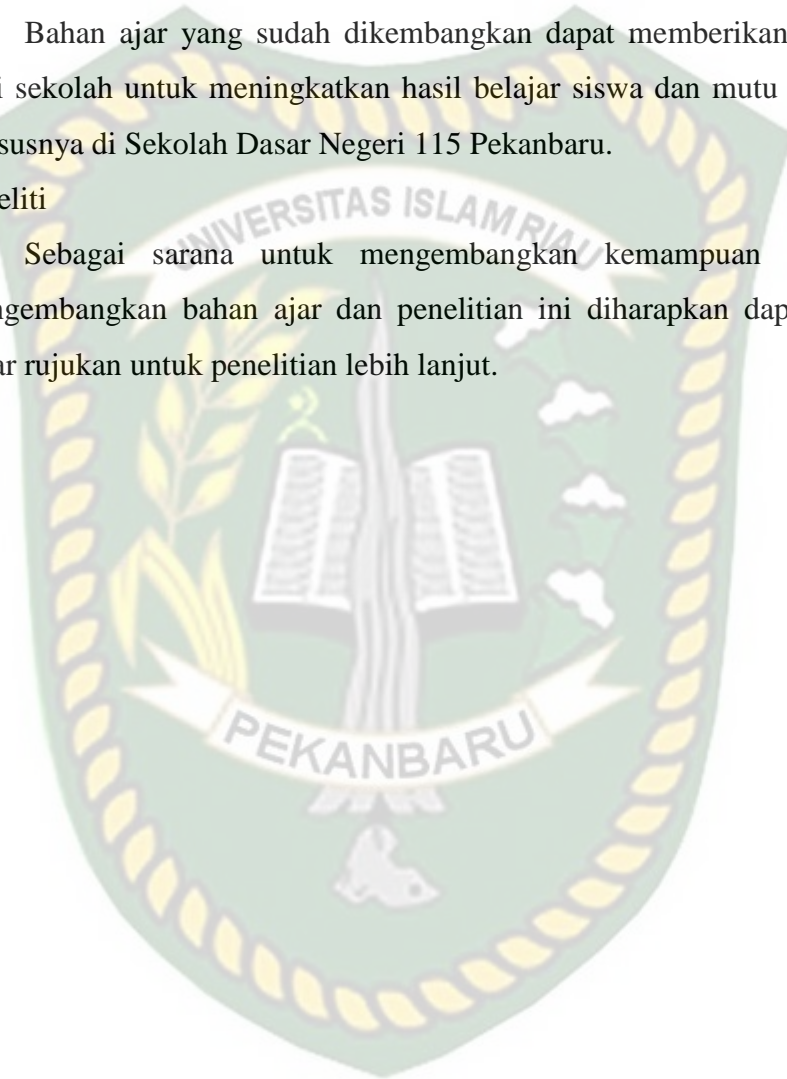 Bahan ajar yang sudah dikembangkan dapat memberikan
i sekolah untuk meningkatkan hasil belajar siswa dan mutu
ususnya di Sekolah Dasar Negeri 115 Pekanbaru.
eliti
UNIVERSITAS ISLAM RIAU
Sebagai sarana untuk mengembangkan kemampuan
ngembangkan bahan ajar dan penelitian ini diharapkan dap
ar rujukan untuk penelitian lebih lanjut.
PEKANBARU